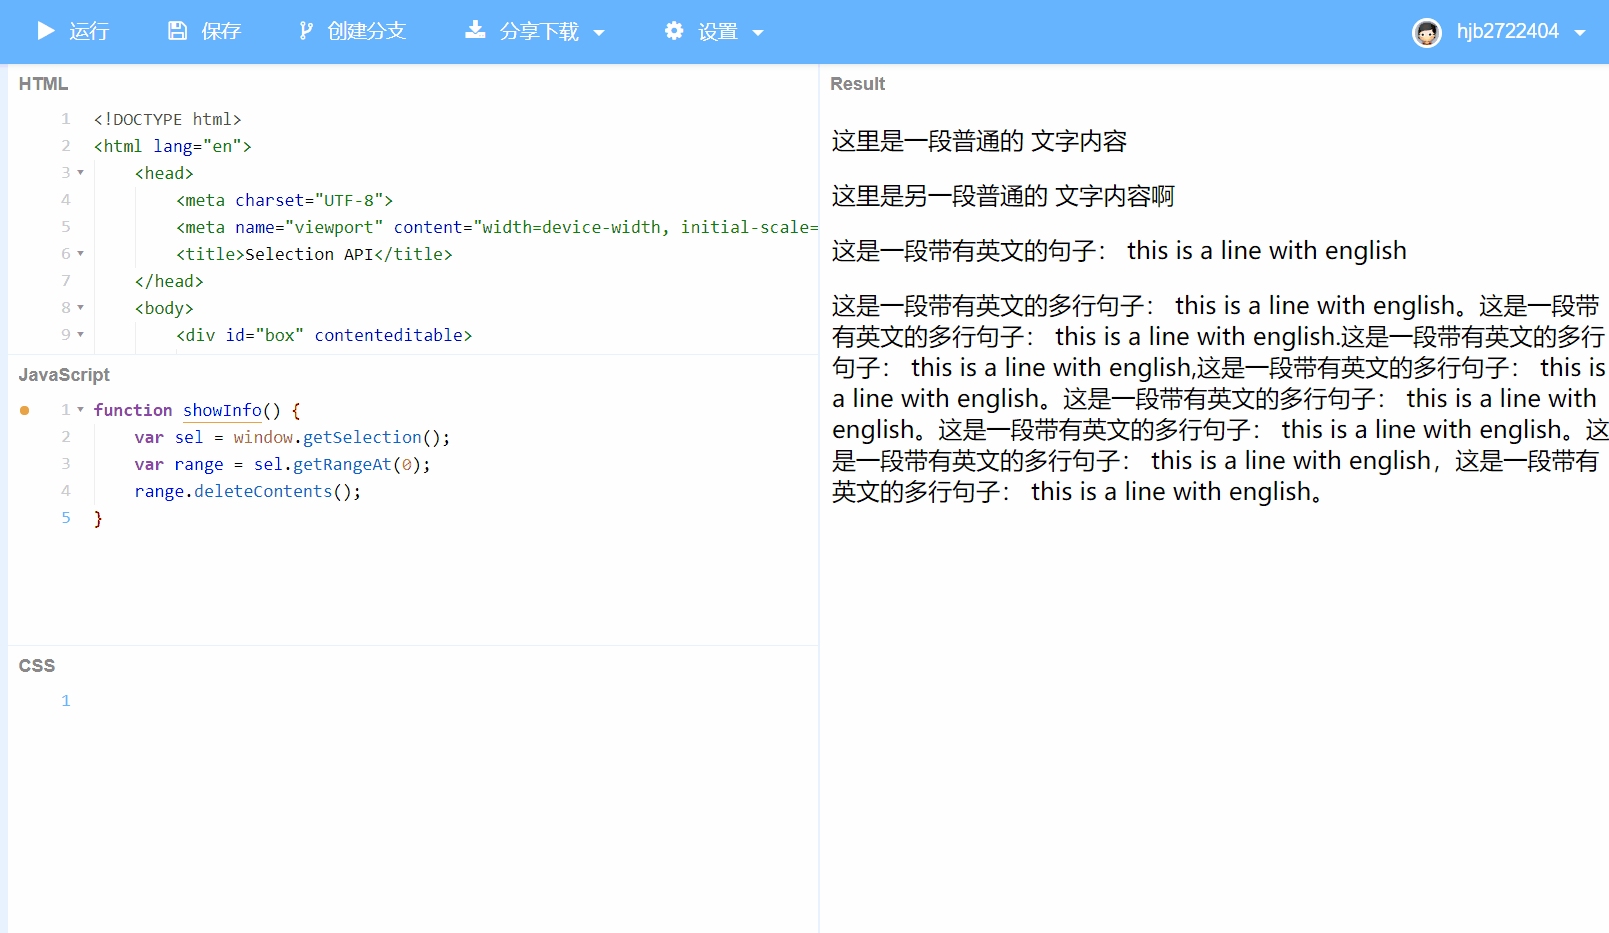 运行 保存 创建分支 分享下载 设置 hjb2722404
HTML
1 <!DOCTYPE html>
2 <html lang="en">
3 <head>
4 <meta charset="UTF-8">
5 <meta name="viewport" content="width=device-width, initial-scale=
6 <title>Selection API</title>
7 </head>
8 <body>
9 <div id="box" contenteditable>
JavaScript
1 function showInfo() {
2 var sel = window.getSelection();
3 var range = sel.getRangeAt(0);
4 range.deleteContents();
5 }
CSS
1
Result
这里是一段普通的 文字内容
这里是另一段普通的 文字内容啊
这是一段带有英文的句子： this is a line with english
这是一段带有英文的多行句子： this is a line with english。这是一段带
有英文的多行句子： this is a line with english.这是一段带有英文的多行
句子： this is a line with english,这是一段带有英文的多行句子： this is
a line with english。这是一段带有英文的多行句子： this is a line with
english。这是一段带有英文的多行句子： this is a line with english。这
是一段带有英文的多行句子： this is a line with english，这是一段带有
英文的多行句子： this is a line with english。